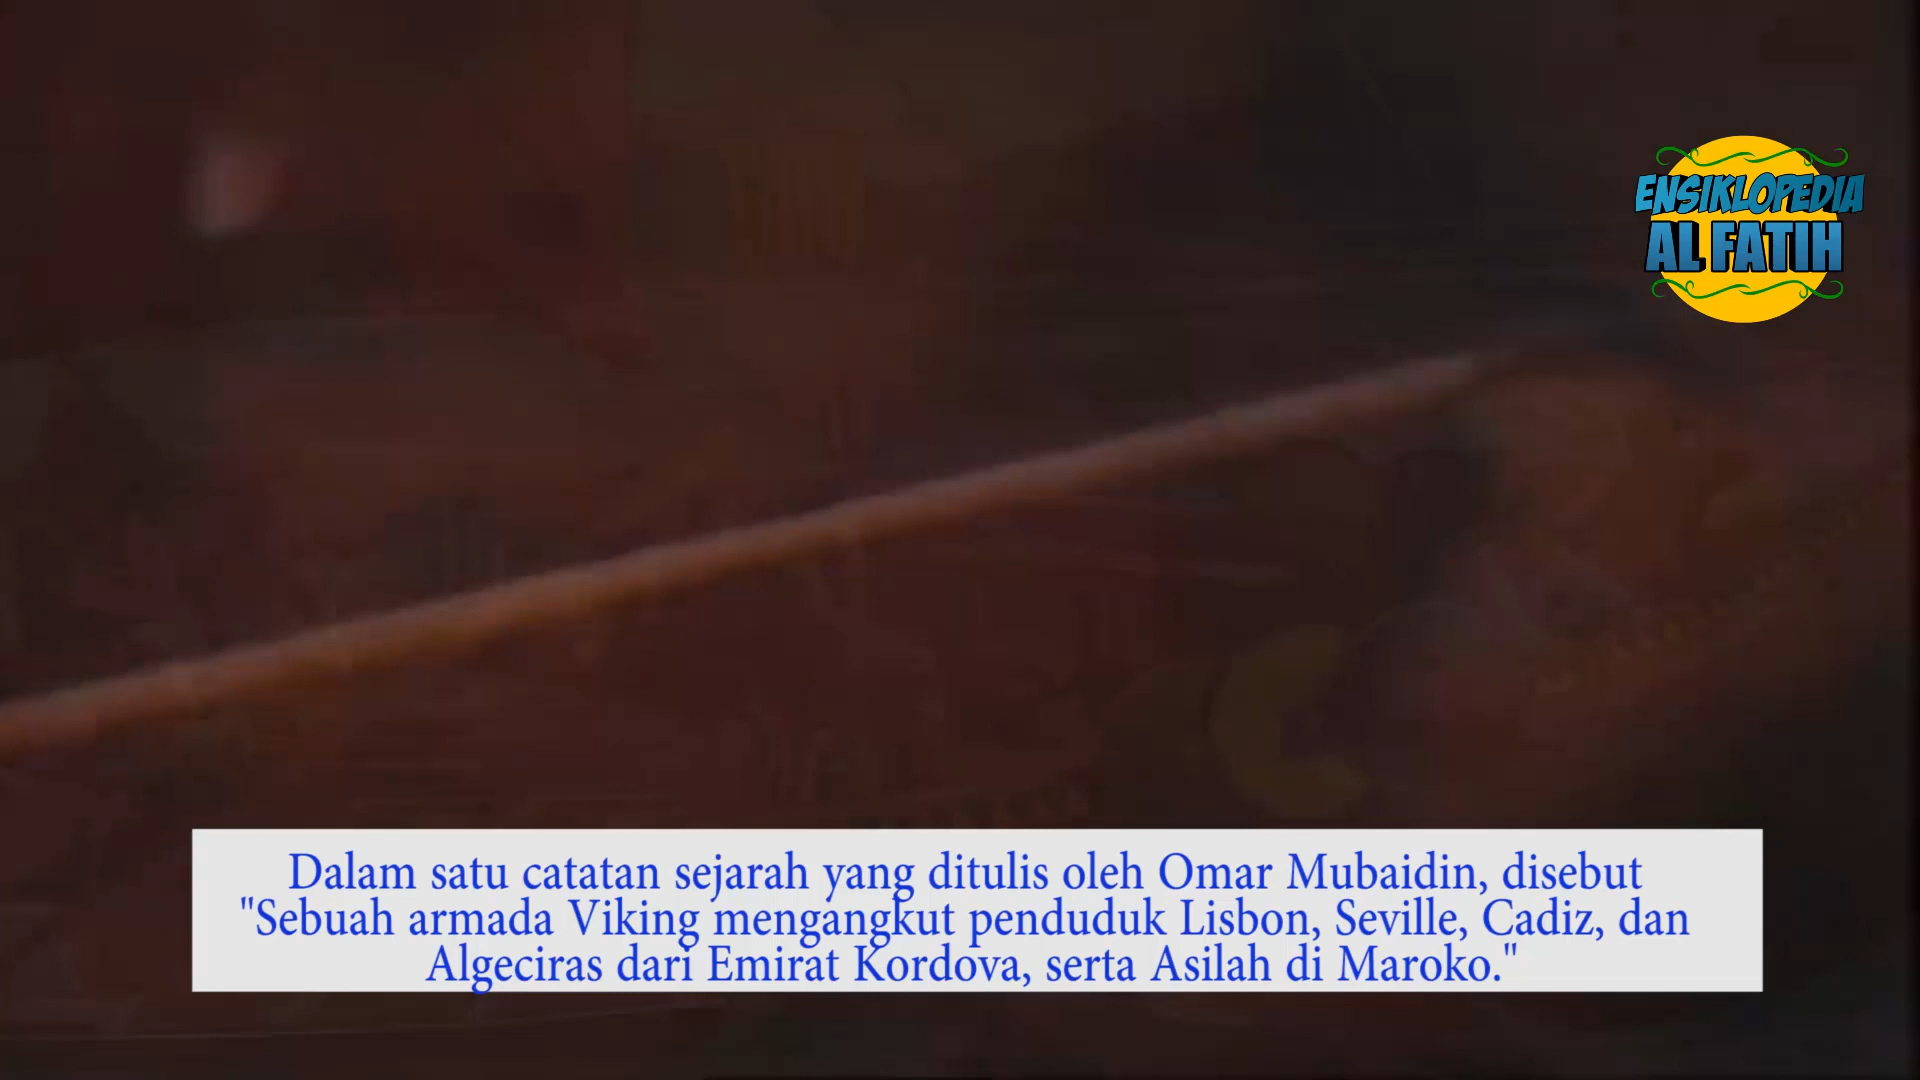 ENSIKLOPEDIA
AL FATIH
Dalam satu catatan sejarah yang ditulis oleh Omar Mubaidin, disebut
"Sebuah armada Viking mengangkut penduduk Lisbon, Seville, Cadiz, dan
Algeciras dari Emirat Kordova, serta Asilah di Maroko."